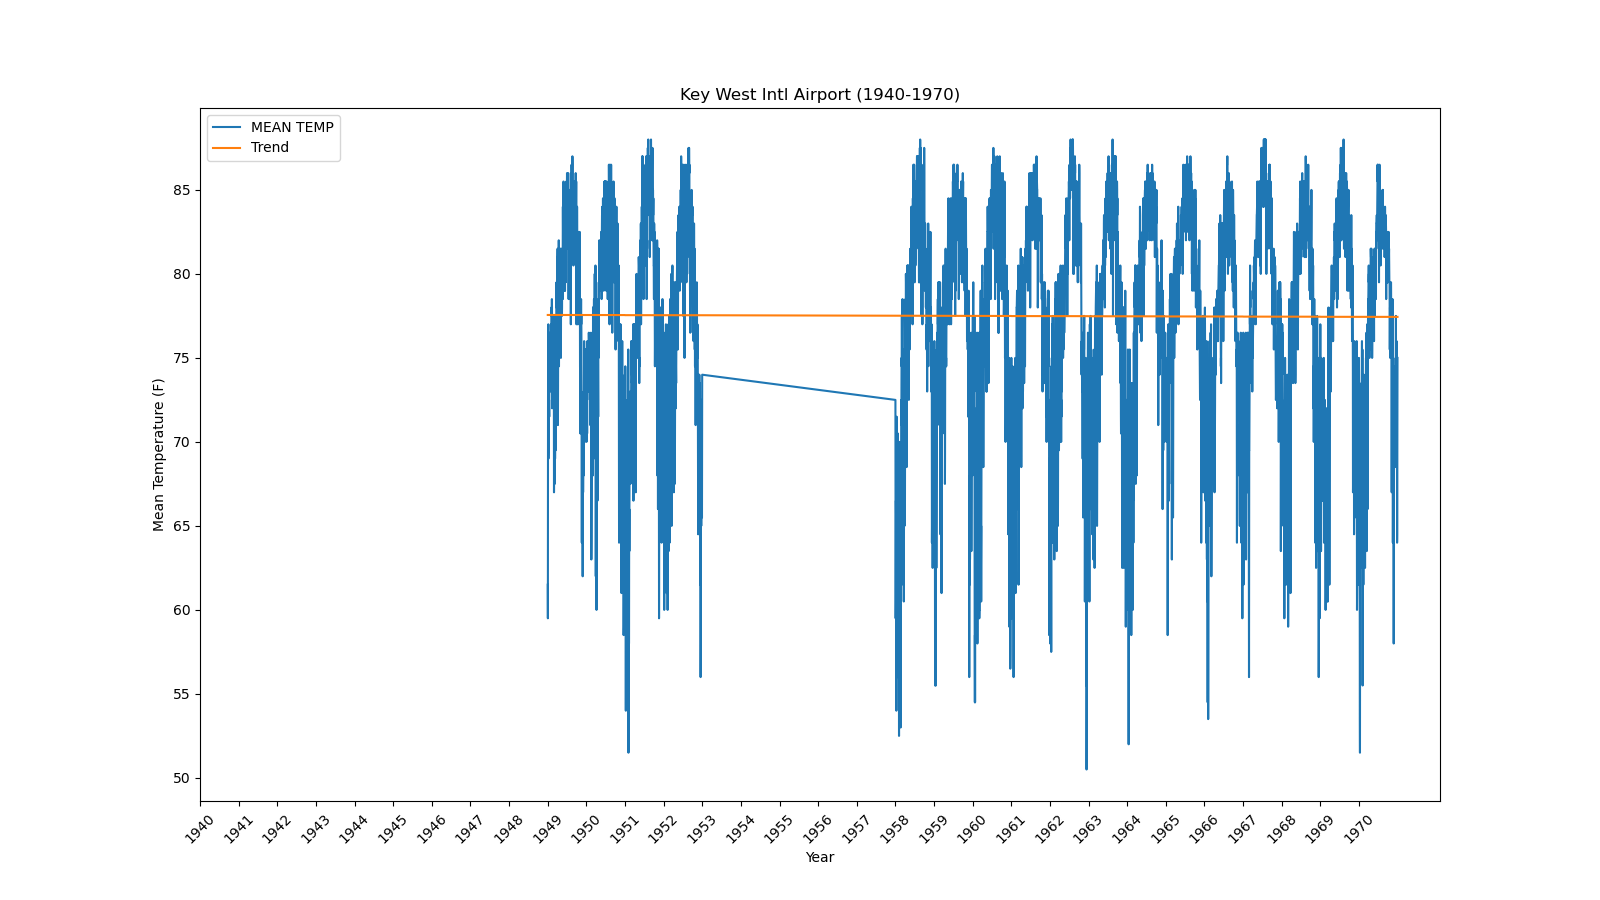 Key West Intl Airport (1940-1970)
MEAN TEMP
Trend
85
80
75
70
65
60
55
50
Mean Temperature (F)
1940 1941 1942 1943 1944 1945 1946 1947 1948 1949 1950 1951 1952 1953 1954 1955 1956 1957 1958 1959 1960 1961 1962 1963 1964 1965 1966 1967 1968 1969 1970
Year